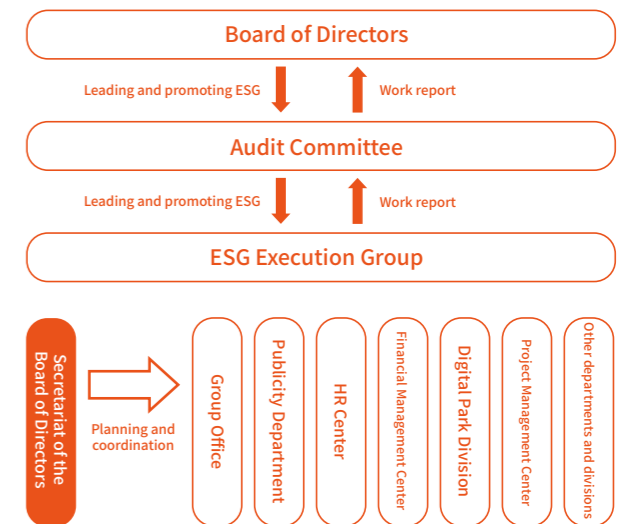 Board of Directors
Leading and promoting ESG
Work report
Audit Committee
Leading and promoting ESG
Work report
ESG Execution Group
Secretariat of the
Board of Directors
Planning and
coordination
Group Office
Publicity Department
HR Center
Financial Management Center
Digital Park Division
Project Management Center
Other departments and divisions